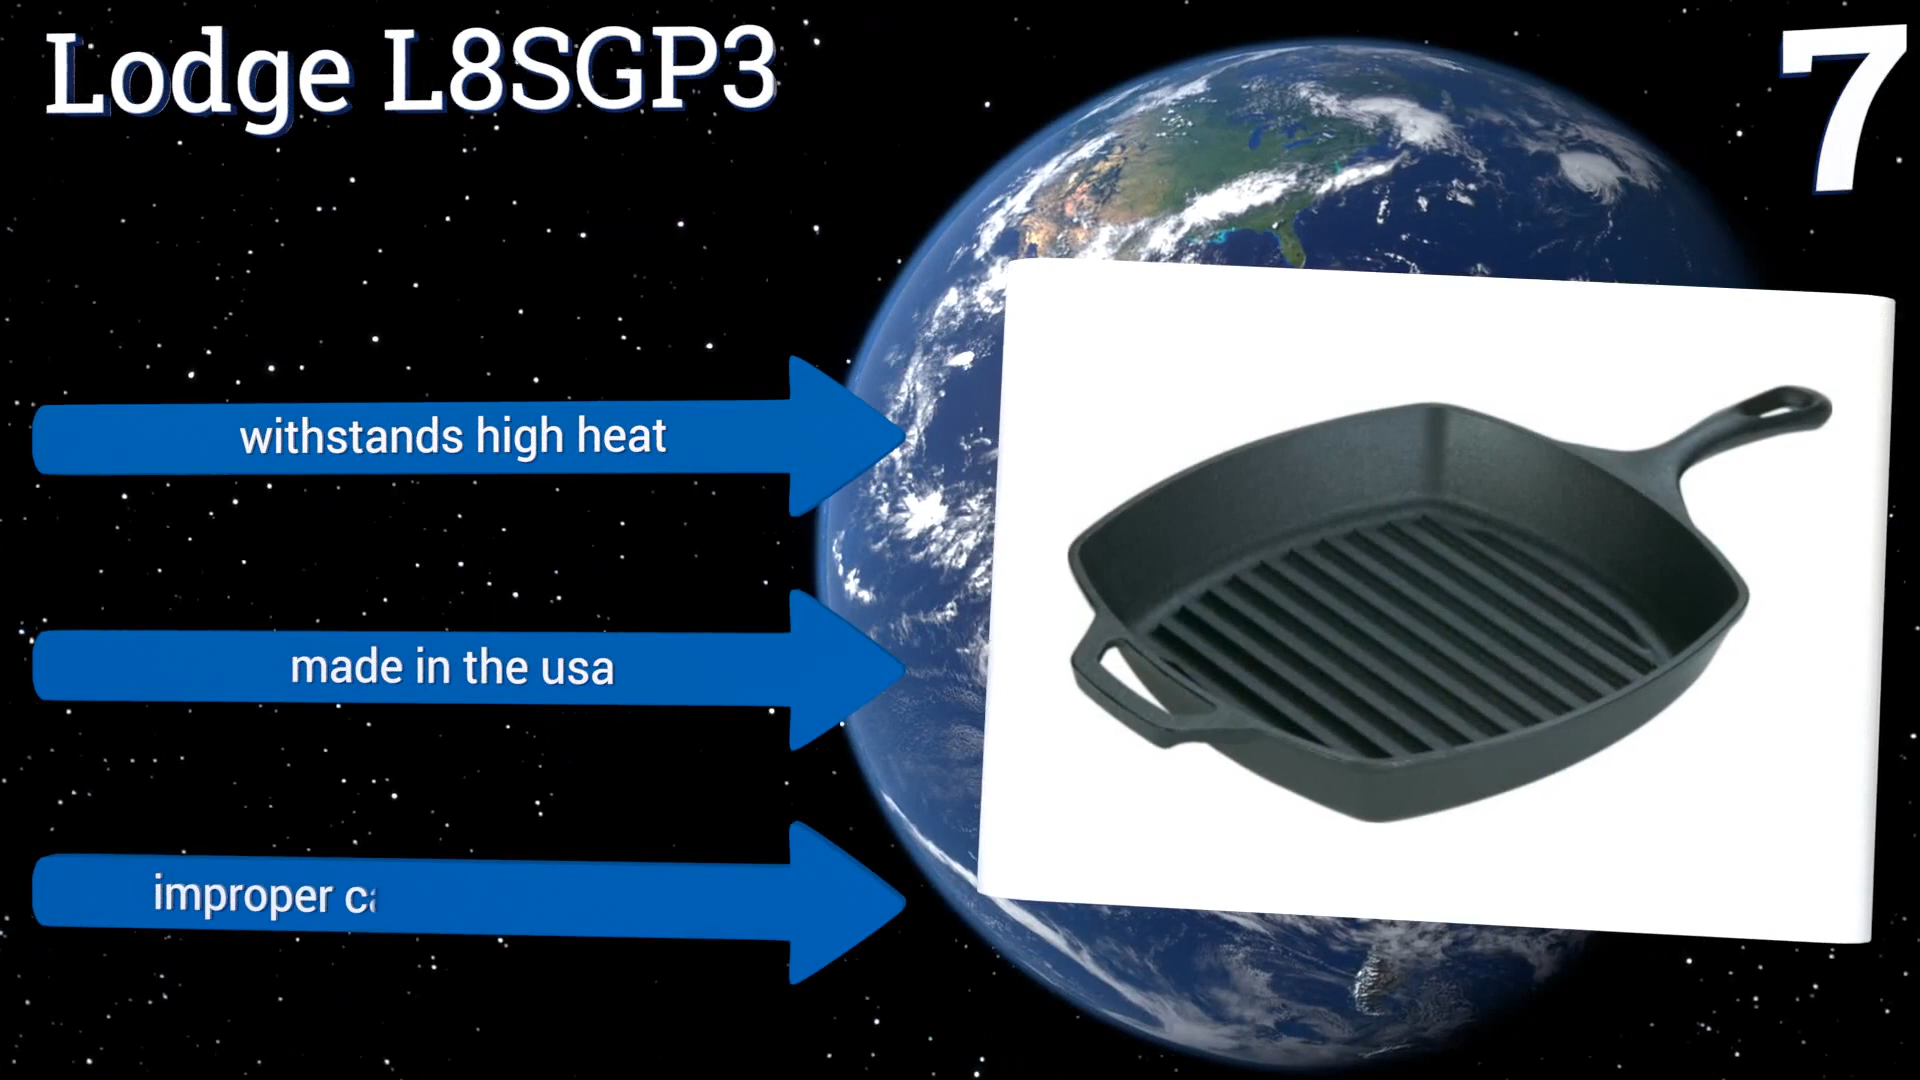 Lodge L8SGP3
7
withstands high heat
made in the usa
improper